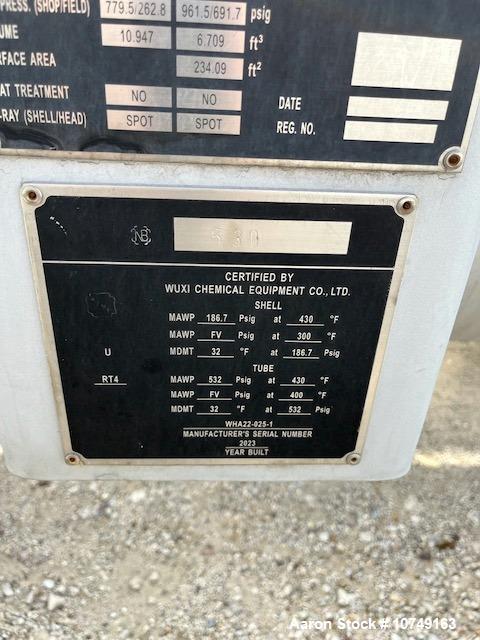 PRESS. (SHOP/FIELD) 779.5/262.8 961.5/691.7 psig
UME 10.947 6.709 ft³
RFACE AREA 234.09 ft²
AT TREATMENT NO NO
-RAY (SHELL/HEAD) SPOT SPOT
DATE
REG. NO.
NB
CERTIFIED BY
WUXI CHEMICAL EQUIPMENT CO., LTD.
SHELL
MAWP 186.7 Psig at 430 °F
MAWP FV Psig at 300 °F
U MDMT 32 °F at 186.7 Psig
TUBE
RT4 MAWP 532 Psig at 430 °F
MAWP FV Psig at 400 °F
MDMT 32 °F at 532 Psig
WHA22-025-1
MANUFACTURER'S SERIAL NUMBER
2023
YEAR BUILT
Aaron Stock # 10749163